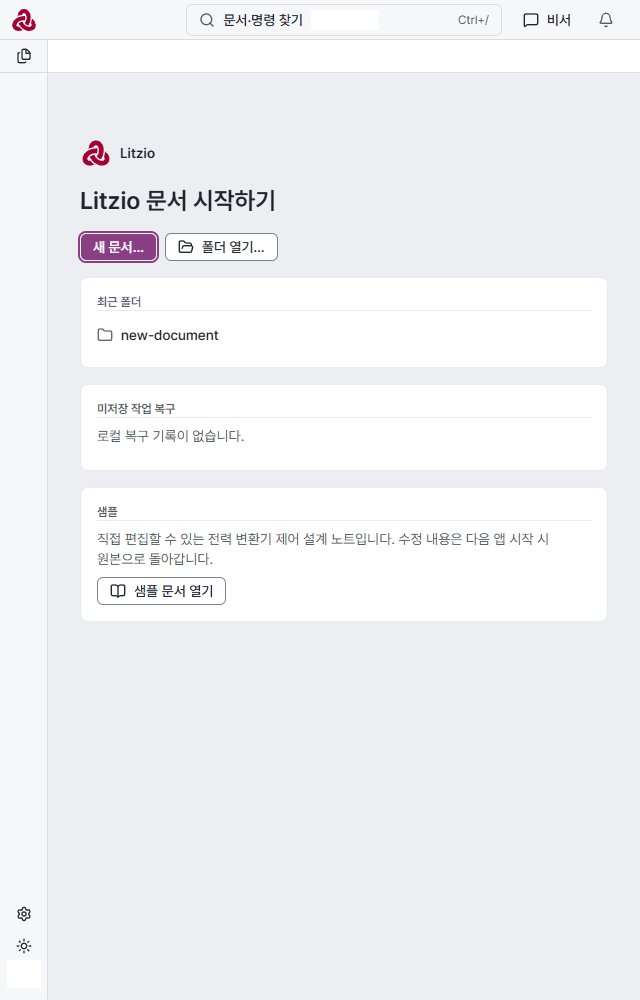 문서·명령 찾기
Ctrl+/
비서
Litzio
Litzio 문서 시작하기
새 문서...
폴더 열기...
최근 폴더
new-document
미저장 작업 복구
로컬 복구 기록이 없습니다.
샘플
직접 편집할 수 있는 전력 변환기 제어 설계 노트입니다. 수정 내용은 다음 앱 시작 시
원본으로 돌아갑니다.
샘플 문서 열기